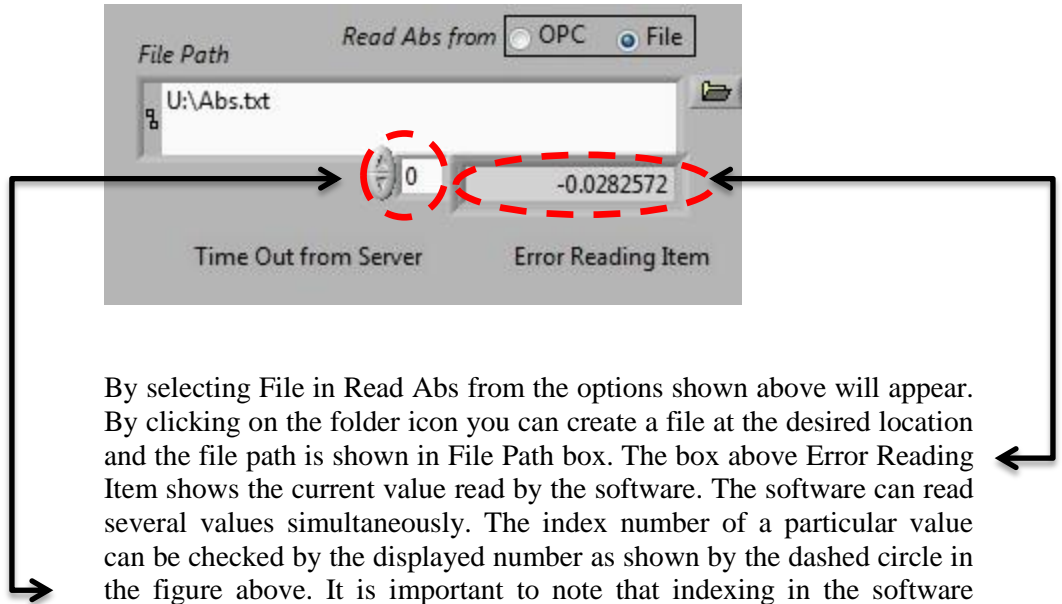 Read Abs from OPC File
File Path
U:\Abs.txt
0 -0.0282572
Time Out from Server Error Reading Item
By selecting File in Read Abs from the options shown above will appear.
By clicking on the folder icon you can create a file at the desired location
and the file path is shown in File Path box. The box above Error Reading
Item shows the current value read by the software. The software can read
several values simultaneously. The index number of a particular value
can be checked by the displayed number as shown by the dashed circle in
the figure above. It is important to note that indexing in the software